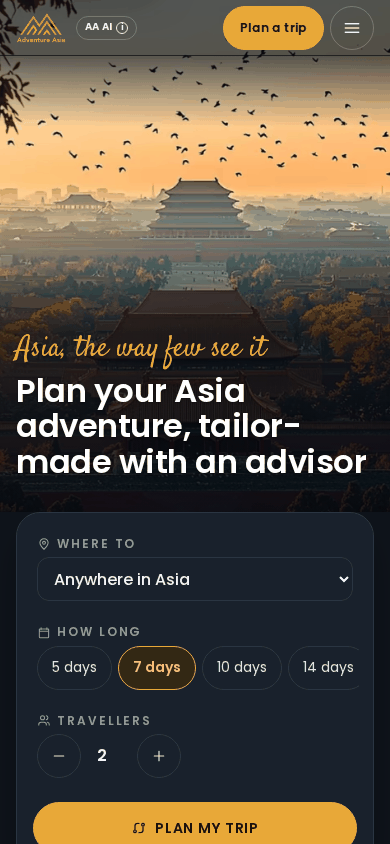 Adventure Asia
AA AI
Plan a trip
Asia, the way few see it
Plan your Asia
adventure, tailor-
made with an advisor
WHERE TO
Anywhere in Asia
HOW LONG
5 days
7 days
10 days
14 days
TRAVELLERS
2
PLAN MY TRIP